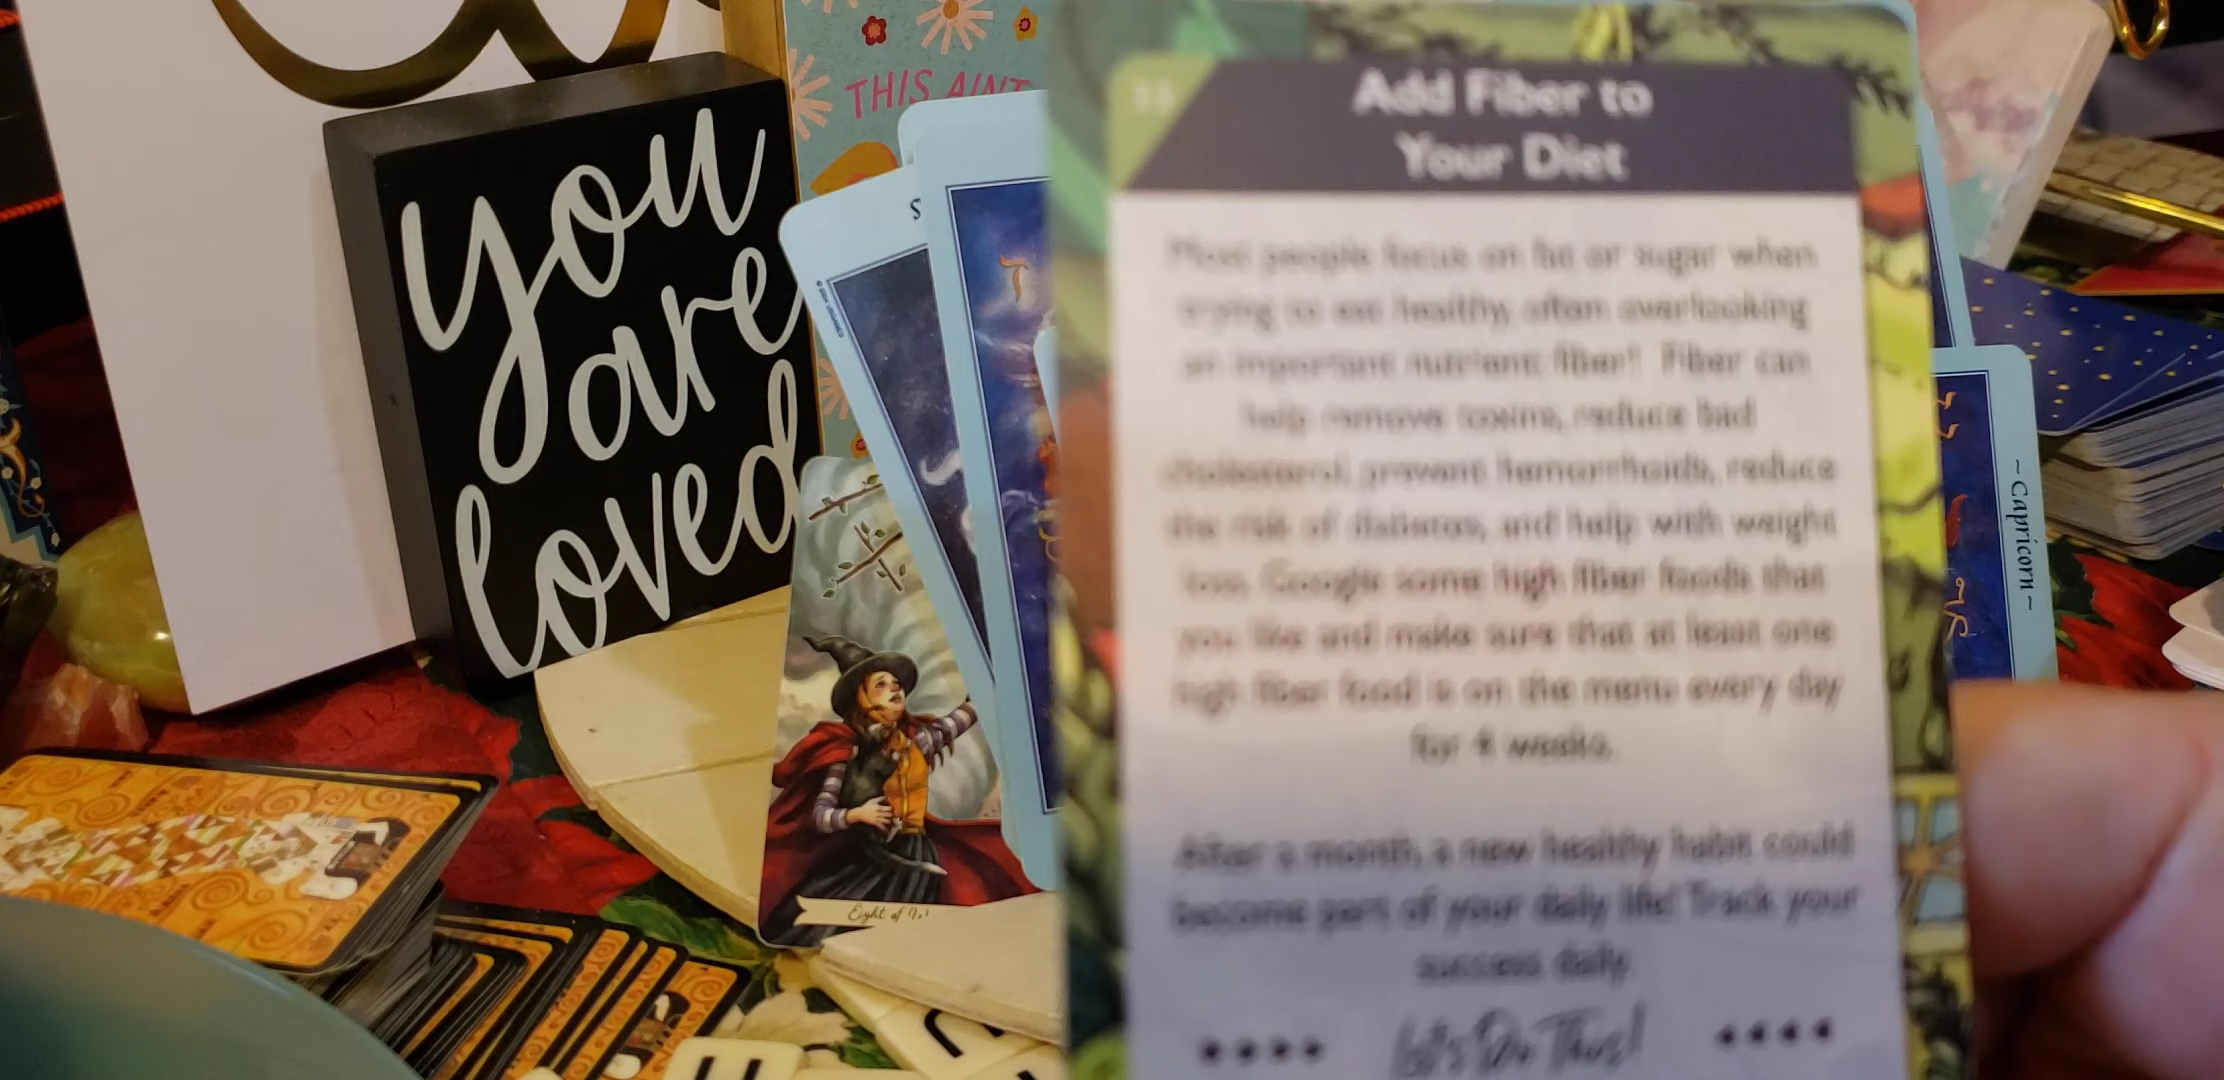 you
are
loved
THIS AIN'T
S
Eight of
~Capricorn~
33
Add Fiber to
Your Diet
Most people focus on fat or sugar when
trying to eat healthy, often overlooking
an important nutrient: fiber! Fiber can
help remove toxins, reduce bad
cholesterol, prevent hemorrhoids, reduce
the risk of diabetes, and help with weight
loss. Google some high fiber foods that
you like and make sure that at least one
high fiber food is on the menu every day
for 4 weeks.
After a month, a new healthy habit could
become part of your daily life! Track your
success daily
Let's Do This!